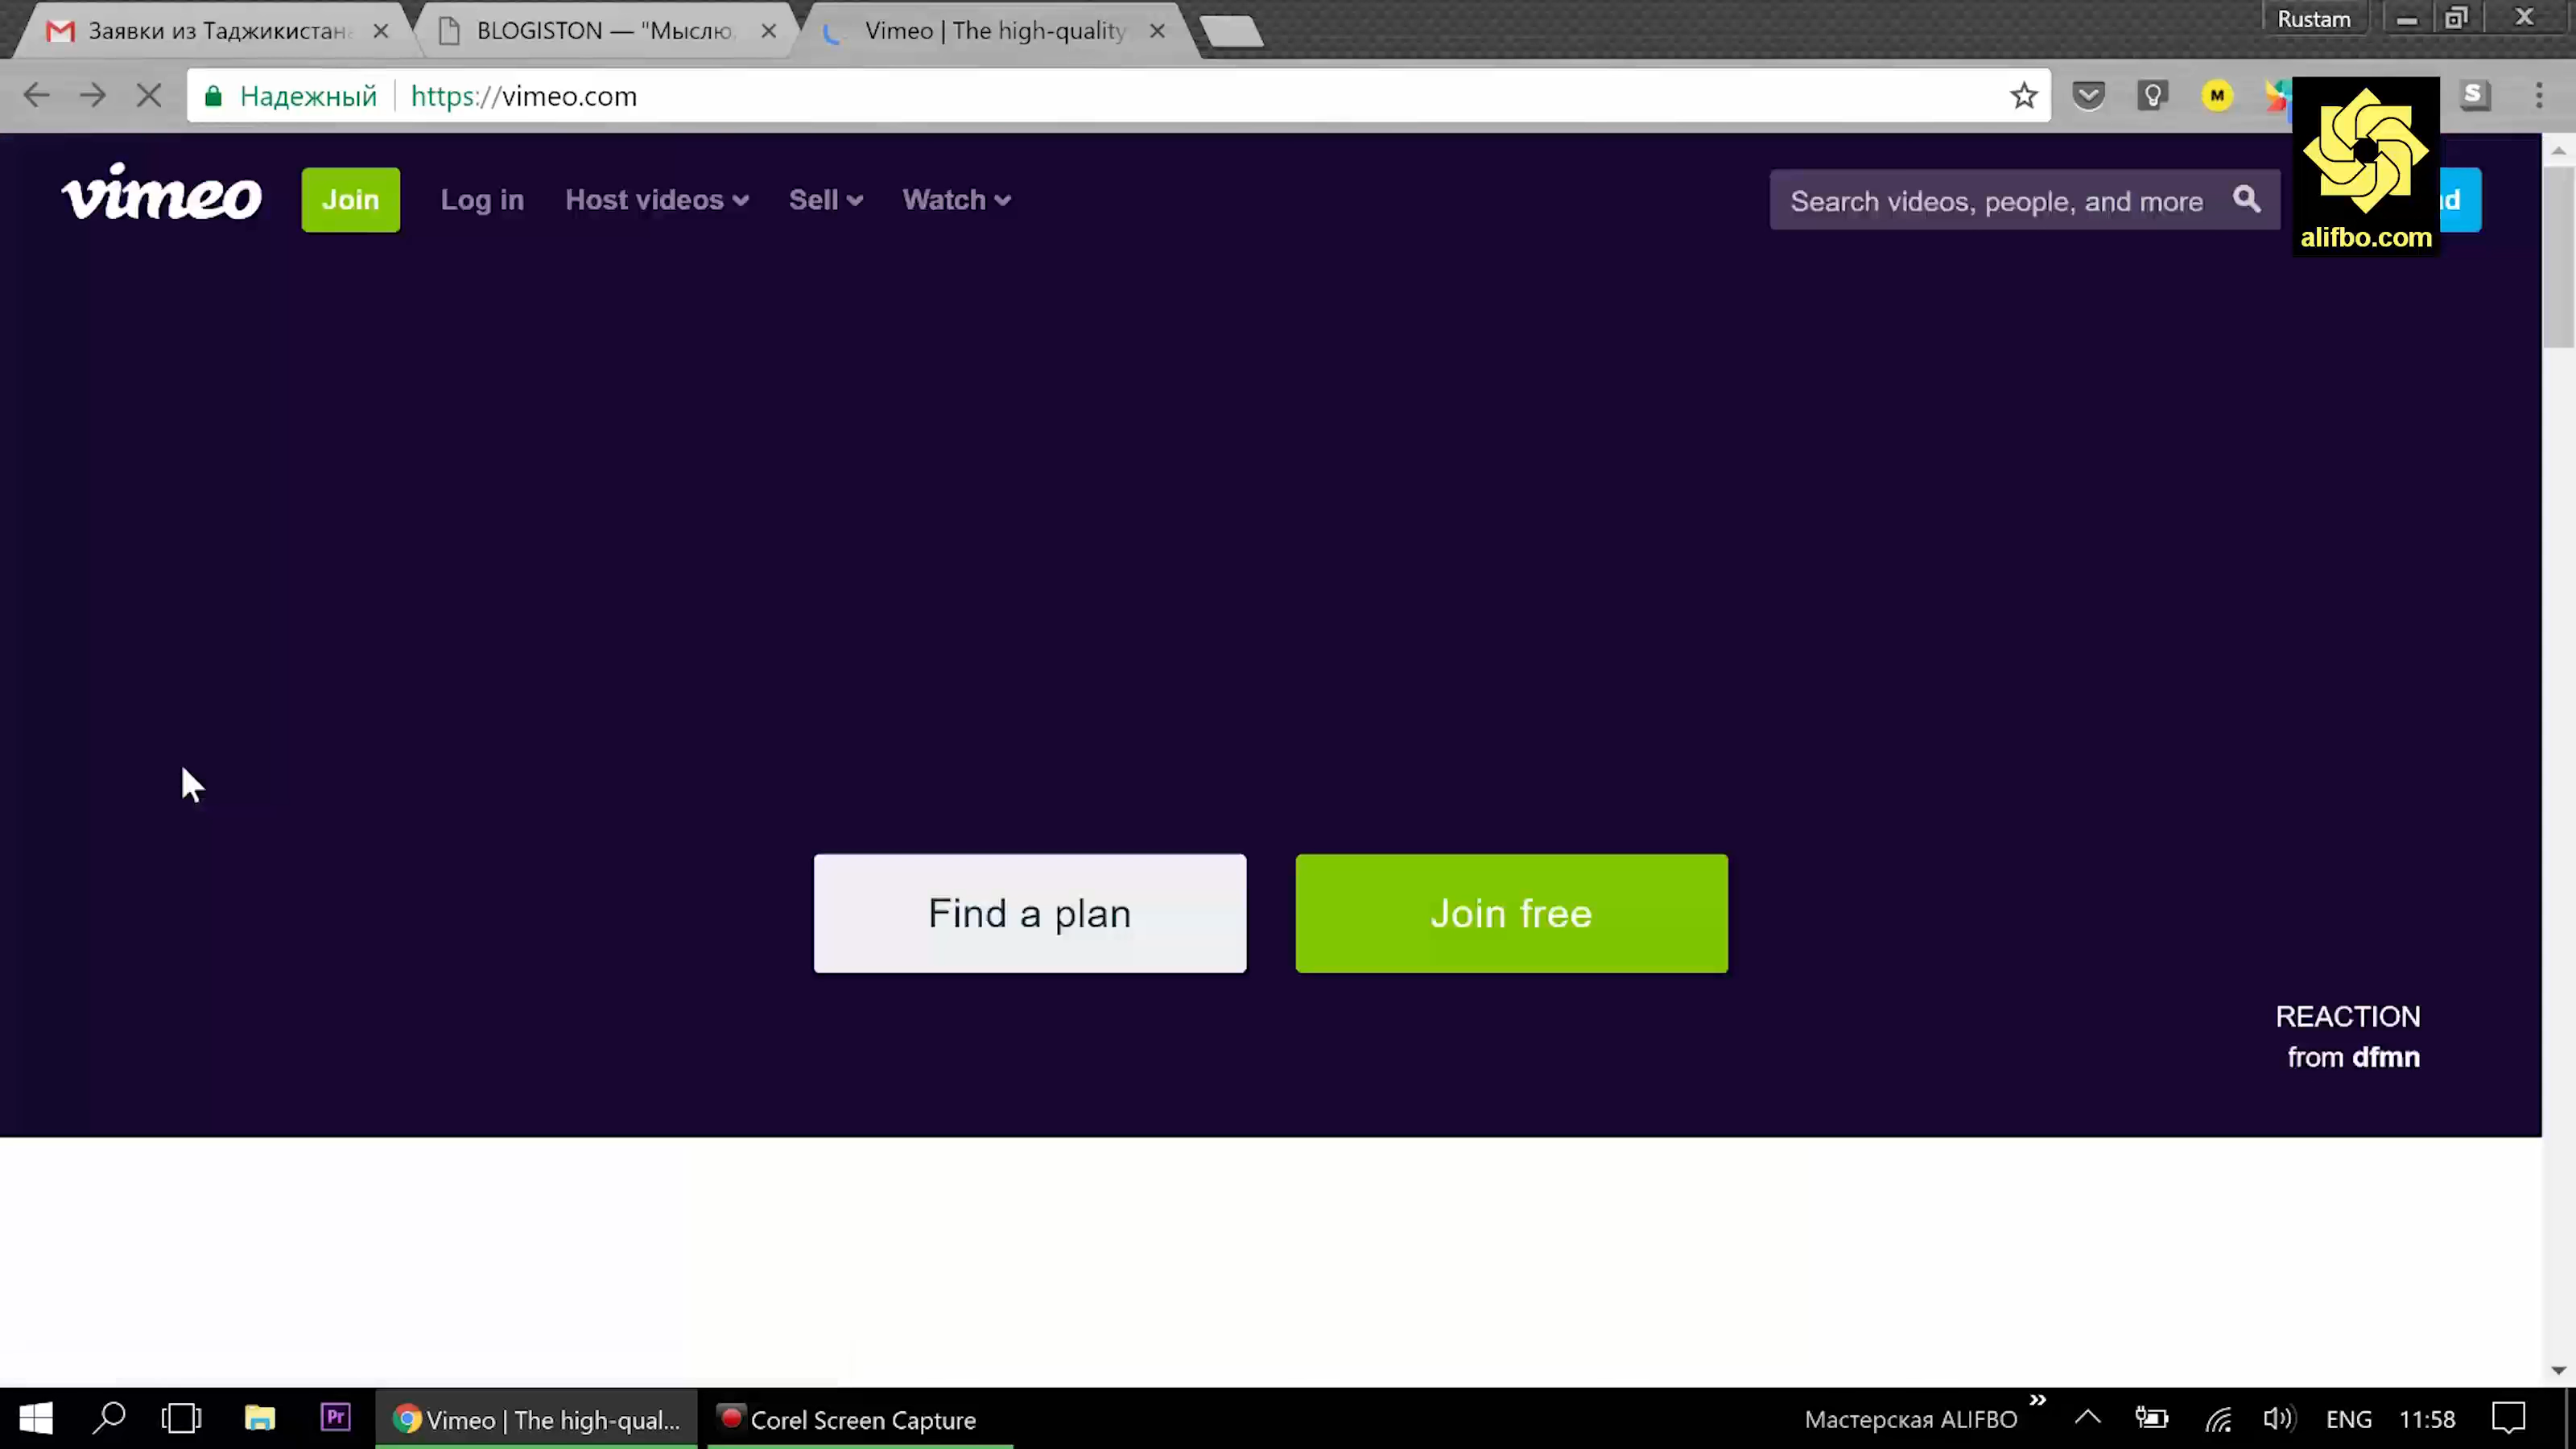 Заявки из Таджикистан
BLOGISTON — "Мыслю
Vimeo | The high-quality
Rustam
Надежный
https://vimeo.com
M
S
vimeo
Join
Log in
Host videos
Sell
Watch
Search videos, people, and more
alifbo.com
Find a plan
Join free
REACTION
from dfmn
Pr
Vimeo | The high-qual...
Corel Screen Capture
Мастерская ALIFBO
ENG
11:58